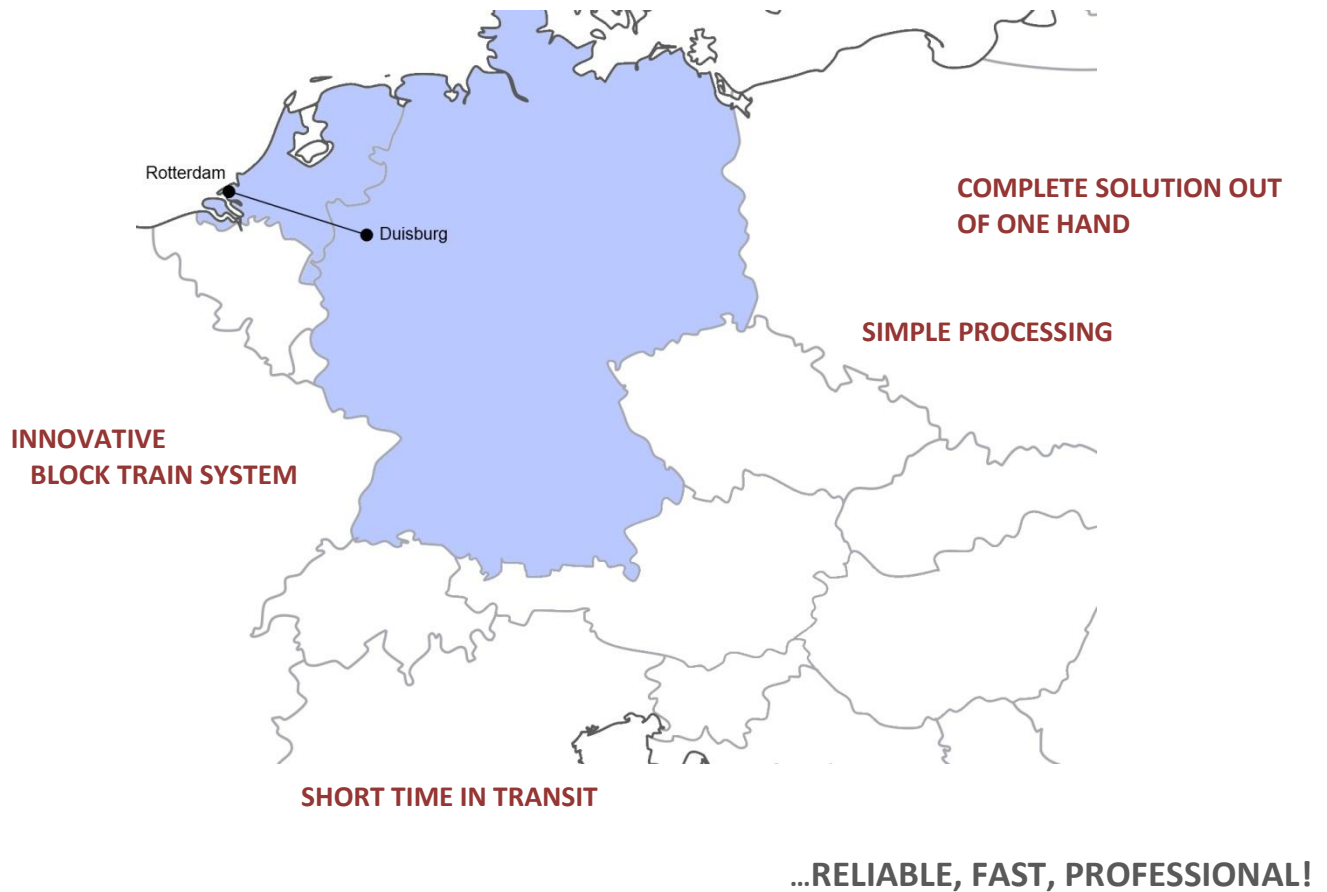 Rotterdam
Duisburg
COMPLETE SOLUTION OUT
OF ONE HAND
SIMPLE PROCESSING
INNOVATIVE
BLOCK TRAIN SYSTEM
SHORT TIME IN TRANSIT
...RELIABLE, FAST, PROFESSIONAL!